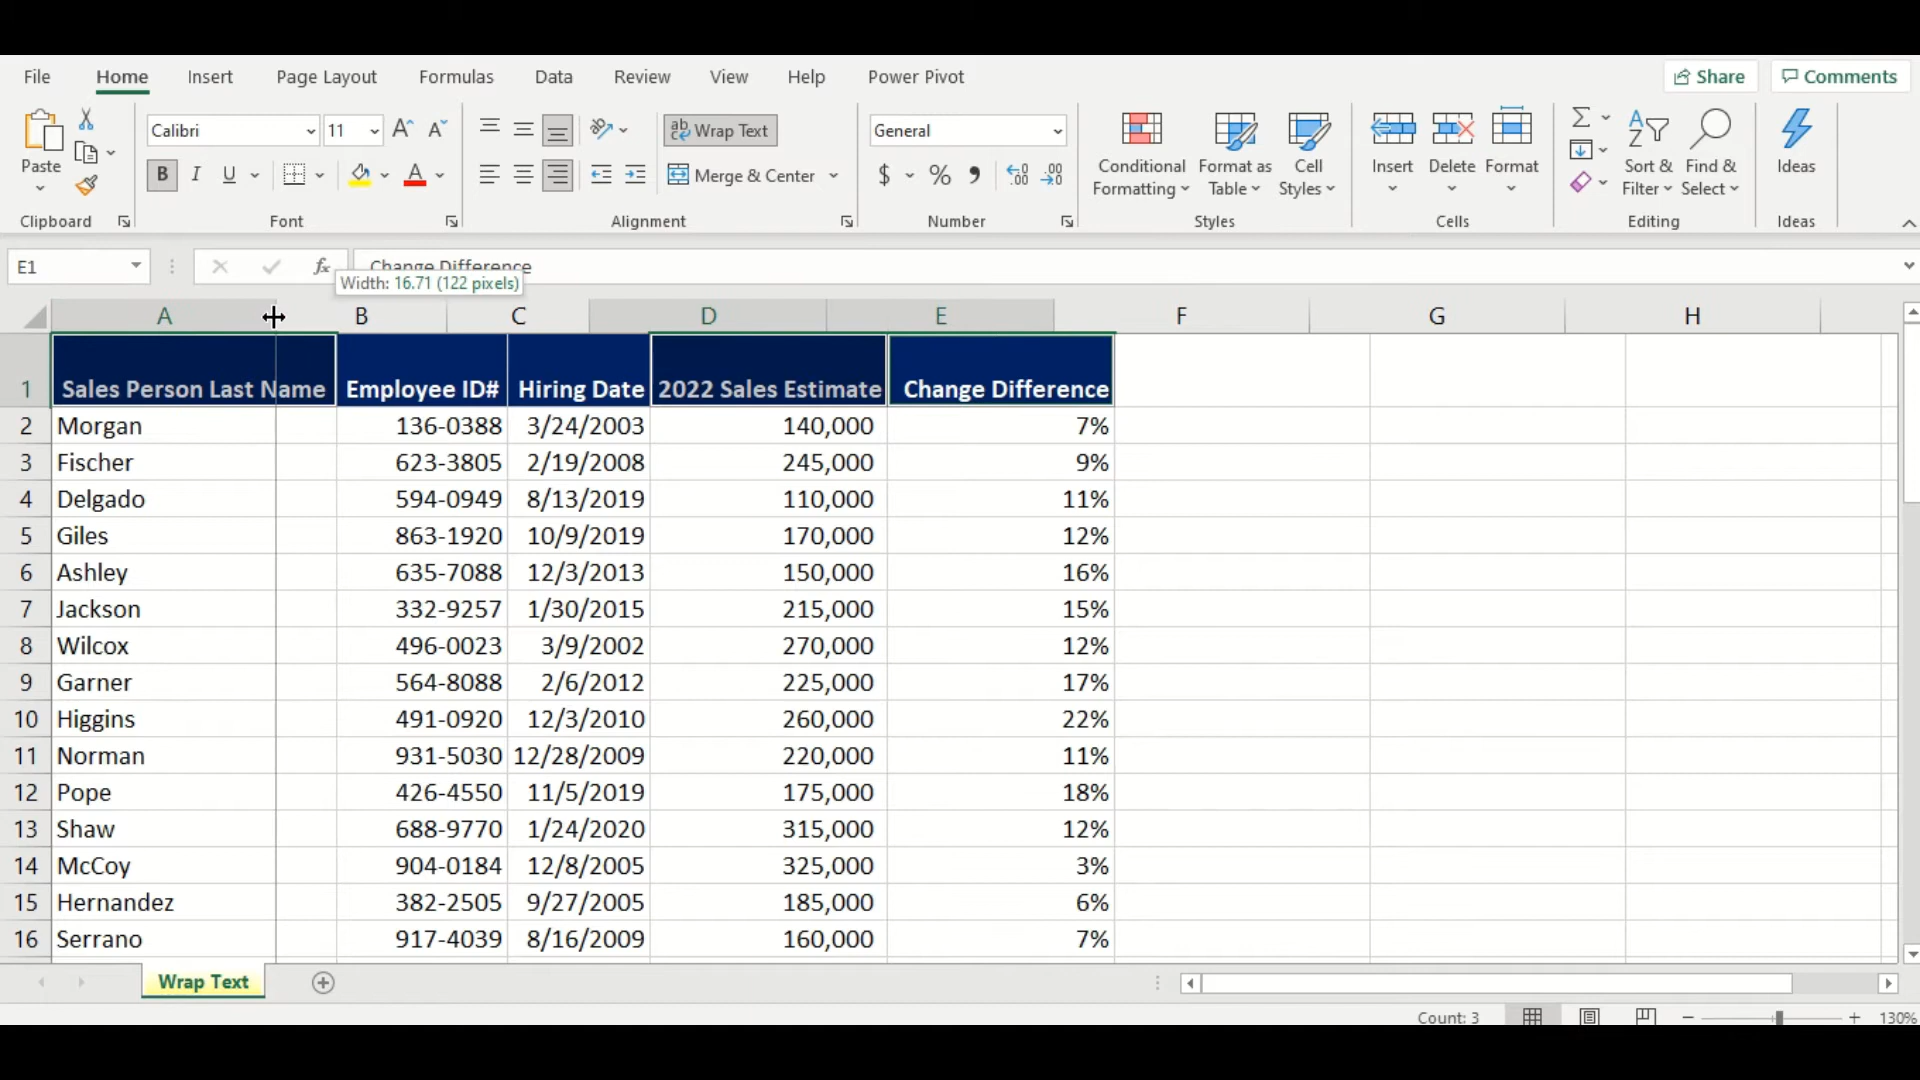 File Home Insert Page Layout Formulas Data Review View Help Power Pivot Share Comments
Calibri 11 Wrap Text General
Paste B I U A Merge & Center $ % , Conditional Formatting Format as Table Cell Styles Insert Delete Format Sort & Filter Find & Select Ideas
Clipboard Font Alignment Number Styles Cells Editing Ideas
E1 fx Change Difference
Width: 16.71 (122 pixels)
A B C D E F G H
1 Sales Person Last Name Employee ID# Hiring Date 2022 Sales Estimate Change Difference
2 Morgan 136-0388 3/24/2003 140,000 7%
3 Fischer 623-3805 2/19/2008 245,000 9%
4 Delgado 594-0949 8/13/2019 110,000 11%
5 Giles 863-1920 10/9/2019 170,000 12%
6 Ashley 635-7088 12/3/2013 150,000 16%
7 Jackson 332-9257 1/30/2015 215,000 15%
8 Wilcox 496-0023 3/9/2002 270,000 12%
9 Garner 564-8088 2/6/2012 225,000 17%
10 Higgins 491-0920 12/3/2010 260,000 22%
11 Norman 931-5030 12/28/2009 220,000 11%
12 Pope 426-4550 11/5/2019 175,000 18%
13 Shaw 688-9770 1/24/2020 315,000 12%
14 McCoy 904-0184 12/8/2005 325,000 3%
15 Hernandez 382-2505 9/27/2005 185,000 6%
16 Serrano 917-4039 8/16/2009 160,000 7%
Wrap Text
Count: 3 130%